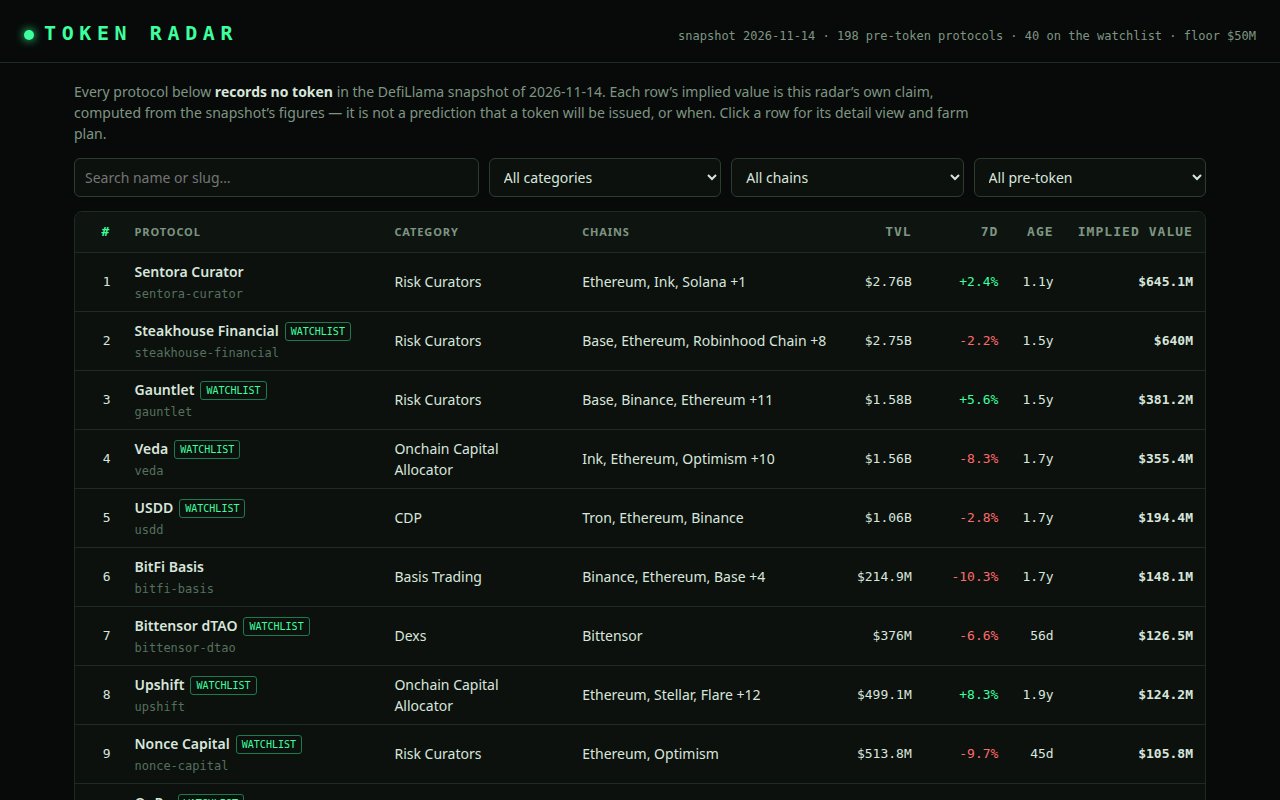 TOKEN RADAR
snapshot 2026-11-14 · 198 pre-token protocols · 40 on the watchlist · floor $50M
Every protocol below records no token in the DefiLlama snapshot of 2026-11-14. Each row's implied value is this radar's own claim,
computed from the snapshot's figures — it is not a prediction that a token will be issued, or when. Click a row for its detail view and farm
plan.
Search name or slug... All categories All chains All pre-token
# PROTOCOL CATEGORY CHAINS TVL 7D AGE IMPLIED VALUE
1 Sentora Curator Risk Curators Ethereum, Ink, Solana +1 $2.76B +2.4% 1.1y $645.1M
sentora-curator
2 Steakhouse Financial WATCHLIST Risk Curators Base, Ethereum, Robinhood Chain +8 $2.75B -2.2% 1.5y $640M
steakhouse-financial
3 Gauntlet WATCHLIST Risk Curators Base, Binance, Ethereum +11 $1.58B +5.6% 1.5y $381.2M
gauntlet
4 Veda WATCHLIST Onchain Capital Allocator Ink, Ethereum, Optimism +10 $1.56B -8.3% 1.7y $355.4M
veda
5 USDD WATCHLIST CDP Tron, Ethereum, Binance $1.06B -2.8% 1.7y $194.4M
usdd
6 BitFi Basis Basis Trading Binance, Ethereum, Base +4 $214.9M -10.3% 1.7y $148.1M
bitfi-basis
7 Bittensor dTAO WATCHLIST Dexs Bittensor $376M -6.6% 56d $126.5M
bittensor-dtao
8 Upshift WATCHLIST Onchain Capital Allocator Ethereum, Stellar, Flare +12 $499.1M +8.3% 1.9y $124.2M
upshift
9 Nonce Capital WATCHLIST Risk Curators Ethereum, Optimism $513.8M -9.7% 45d $105.8M
nonce-capital